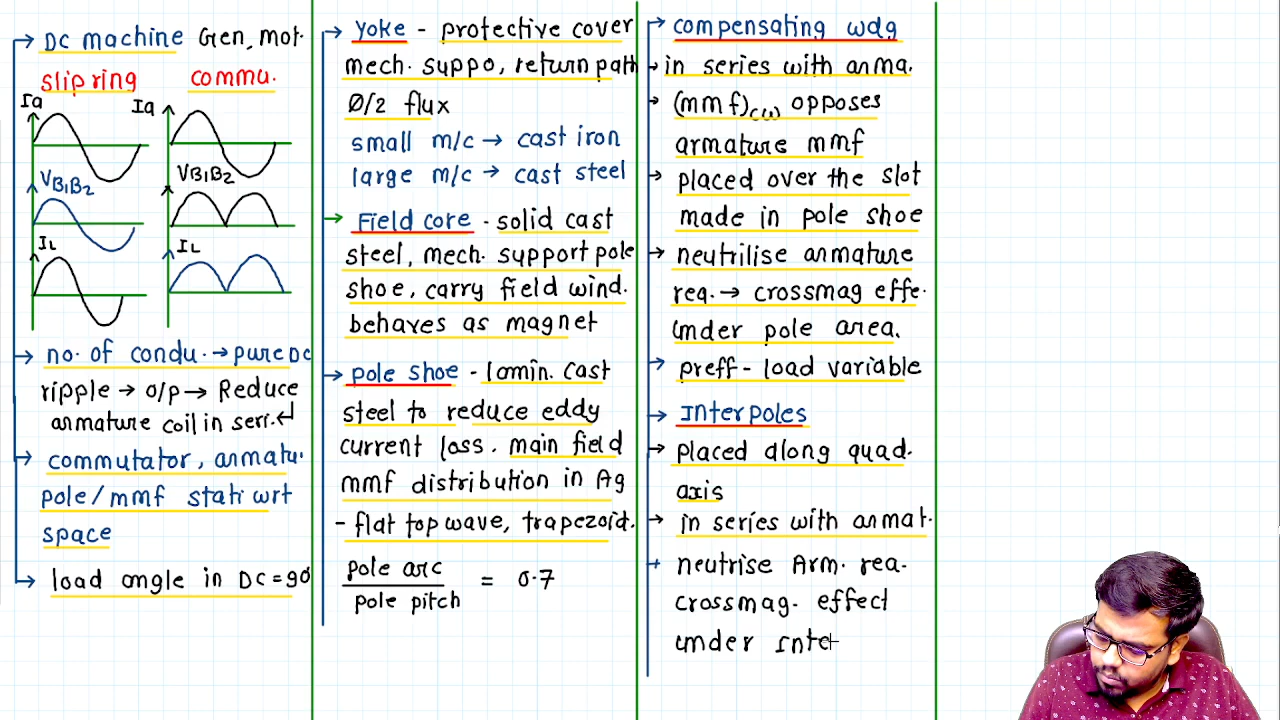 DC machine Gen, mot.
slip ring commu.
Ia Ia
VB1B2 VB1B2
IL IL
no. of condu. → pure DC
ripple → o/p → Reduce
armature coil in seri. ↵
commutator, armatu.
pole/mmf stati wrt
space
load angle in DC = 90
Yoke - protective cover
mech. suppo, return path
Ø/2 flux
small m/c → cast iron
large m/c → cast steel
Field core - solid cast
steel, mech. support pole
shoe, carry field wind.
behaves as magnet
pole shoe - lamin. cast
steel to reduce eddy
current loss. main field
mmf distribution in Ag
- flat top wave, trapezoid.
pole arc
pole pitch = 0.7
compensating wdg
in series with arma.
(mmf)cw opposes
armature mmf
placed over the slot
made in pole shoe
neutrilise armature
rea. → crossmag effe.
under pole area.
preff - load variable
Interpoles
placed along quad.
axis
in series with armat.
neutrise Arm. rea.
crossmag. effect
under Inte